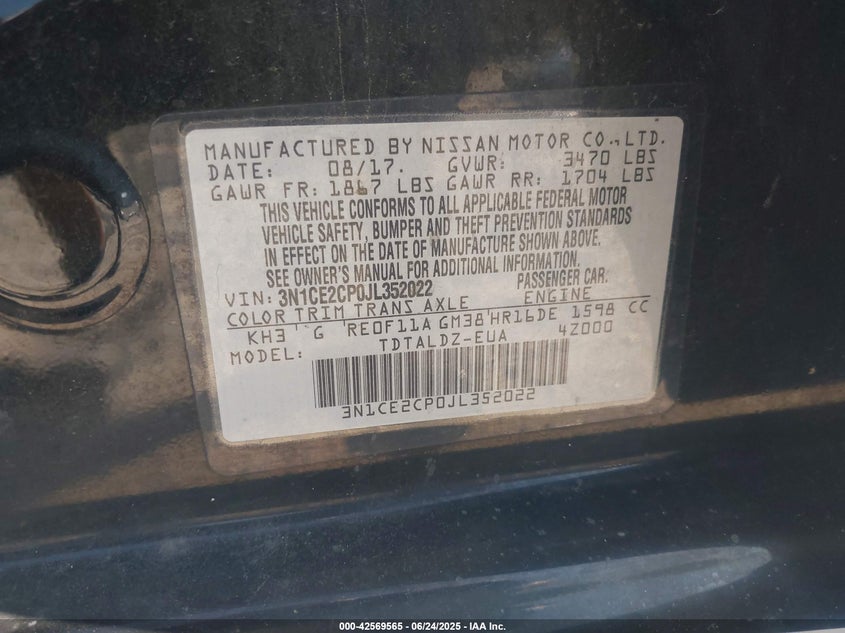 MANUFACTURED BY NISSAN MOTOR CO.,LTD.
DATE: 08/17. GVWR: 3470 LBS
GAWR FR: 1867 LBS GAWR RR: 1704 LBS
THIS VEHICLE CONFORMS TO ALL APPLICABLE FEDERAL MOTOR
VEHICLE SAFETY, BUMPER AND THEFT PREVENTION STANDARDS
IN EFFECT ON THE DATE OF MANUFACTURE SHOWN ABOVE.
SEE OWNER'S MANUAL FOR ADDITIONAL INFORMATION.
VIN: 3N1CE2CP0JL352022 PASSENGER CAR.
COLOR TRIM TRANS AXLE ENGINE
KH3 G RE0F11A GM38 HR16DE 1598 CC
MODEL: TDTALDZ-EUA 4Z000
3N1CE2CP0JL352022
000-42569565 - 06/24/2025 - IAA Inc.